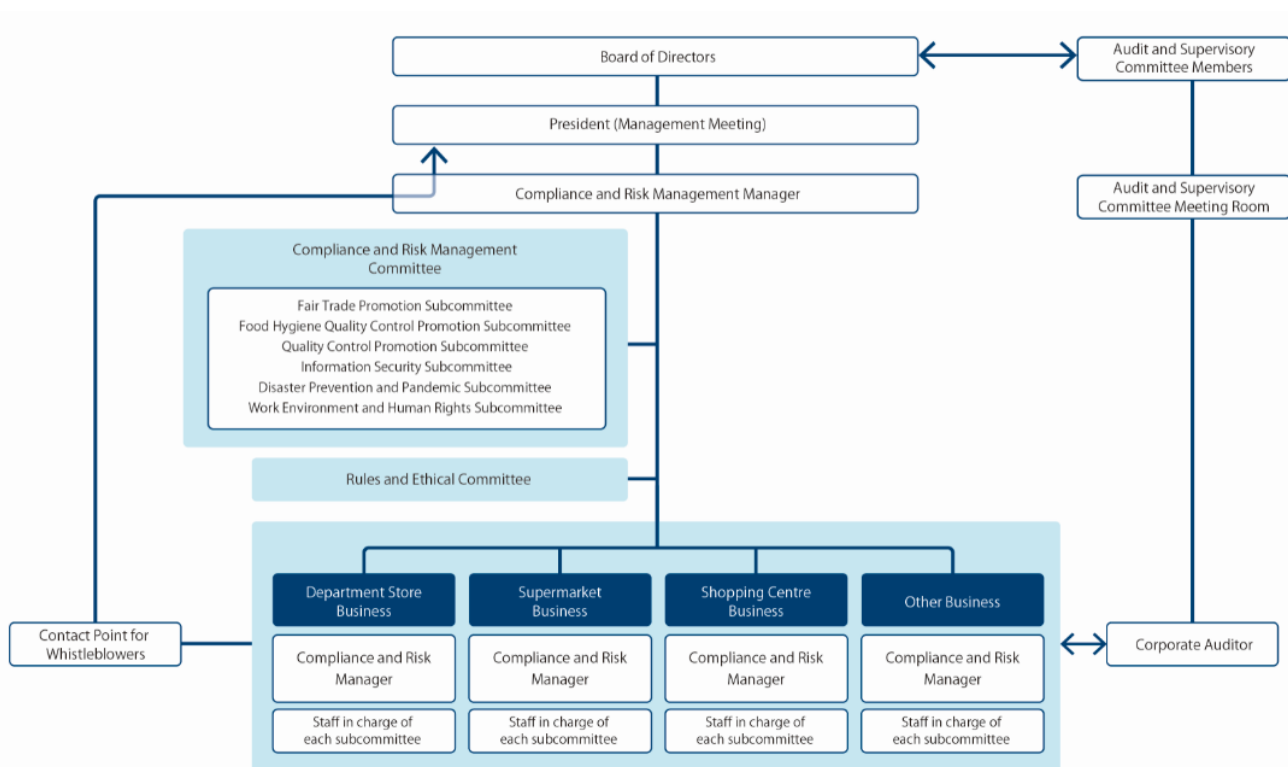 Board of Directors
Audit and Supervisory
Committee Members
President (Management Meeting)
Compliance and Risk Management Manager
Audit and Supervisory
Committee Meeting Room
Compliance and Risk Management
Committee
Fair Trade Promotion Subcommittee
Food Hygiene Quality Control Promotion Subcommittee
Quality Control Promotion Subcommittee
Information Security Subcommittee
Disaster Prevention and Pandemic Subcommittee
Work Environment and Human Rights Subcommittee
Rules and Ethical Committee
Department Store
Business
Supermarket
Business
Shopping Centre
Business
Other Business
Contact Point for
Whistleblowers
Compliance and Risk
Manager
Compliance and Risk
Manager
Compliance and Risk
Manager
Compliance and Risk
Manager
Corporate Auditor
Staff in charge of
each subcommittee
Staff in charge of
each subcommittee
Staff in charge of
each subcommittee
Staff in charge of
each subcommittee